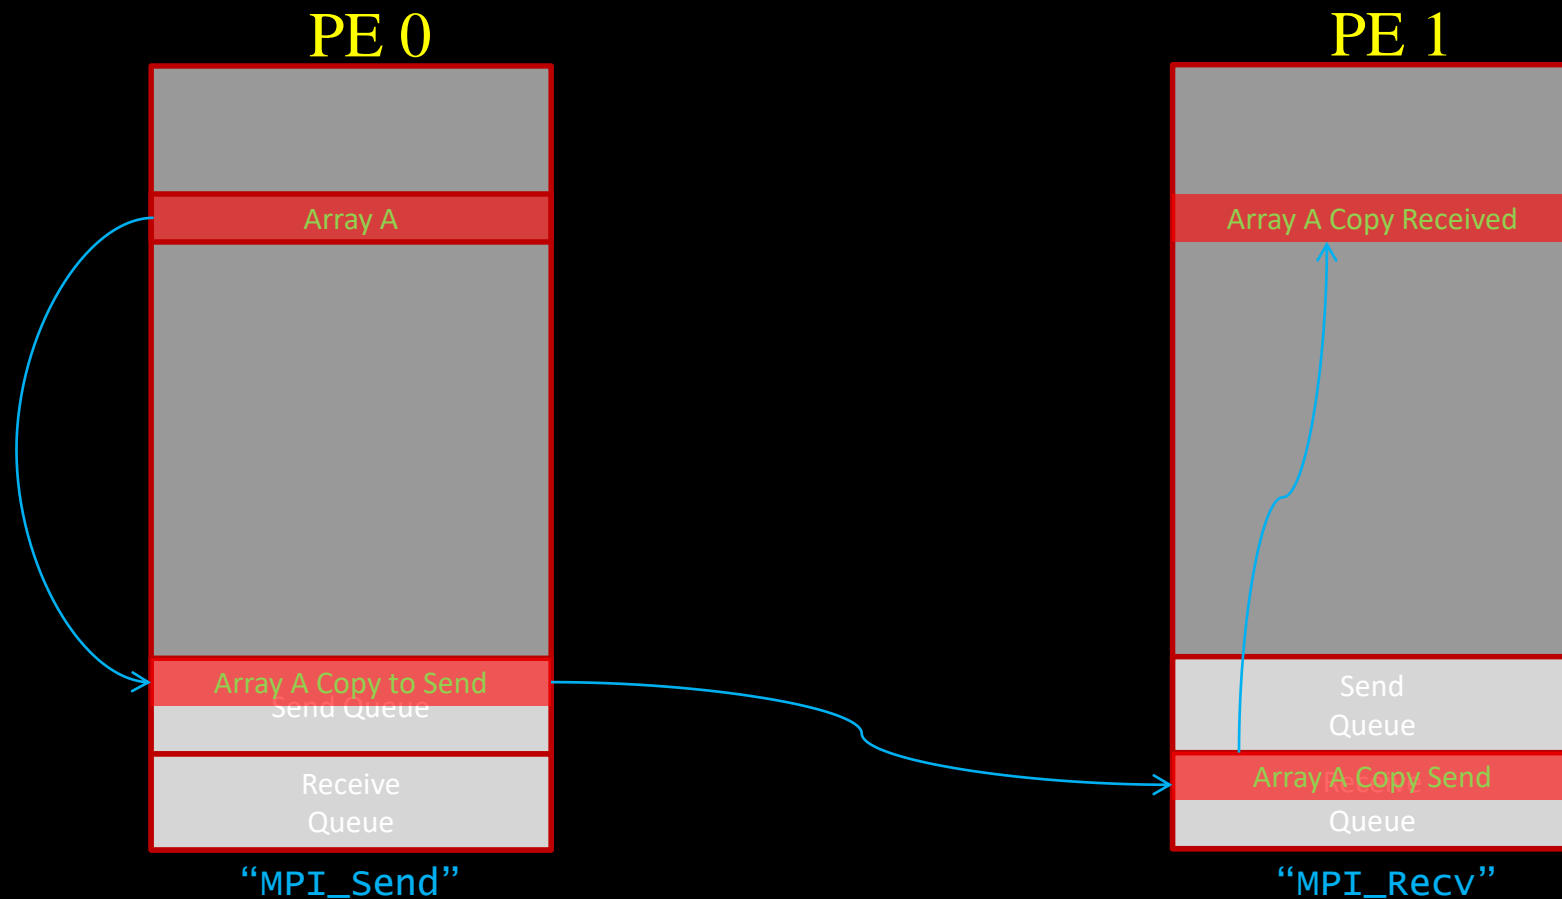 PE 0
PE 1
Array A
Array A Copy Received
Array A Copy to Send
Send Queue
Send
Queue
Receive
Queue
Array A Copy Send
Receive
Queue
“MPI_Send”
“MPI_Recv”